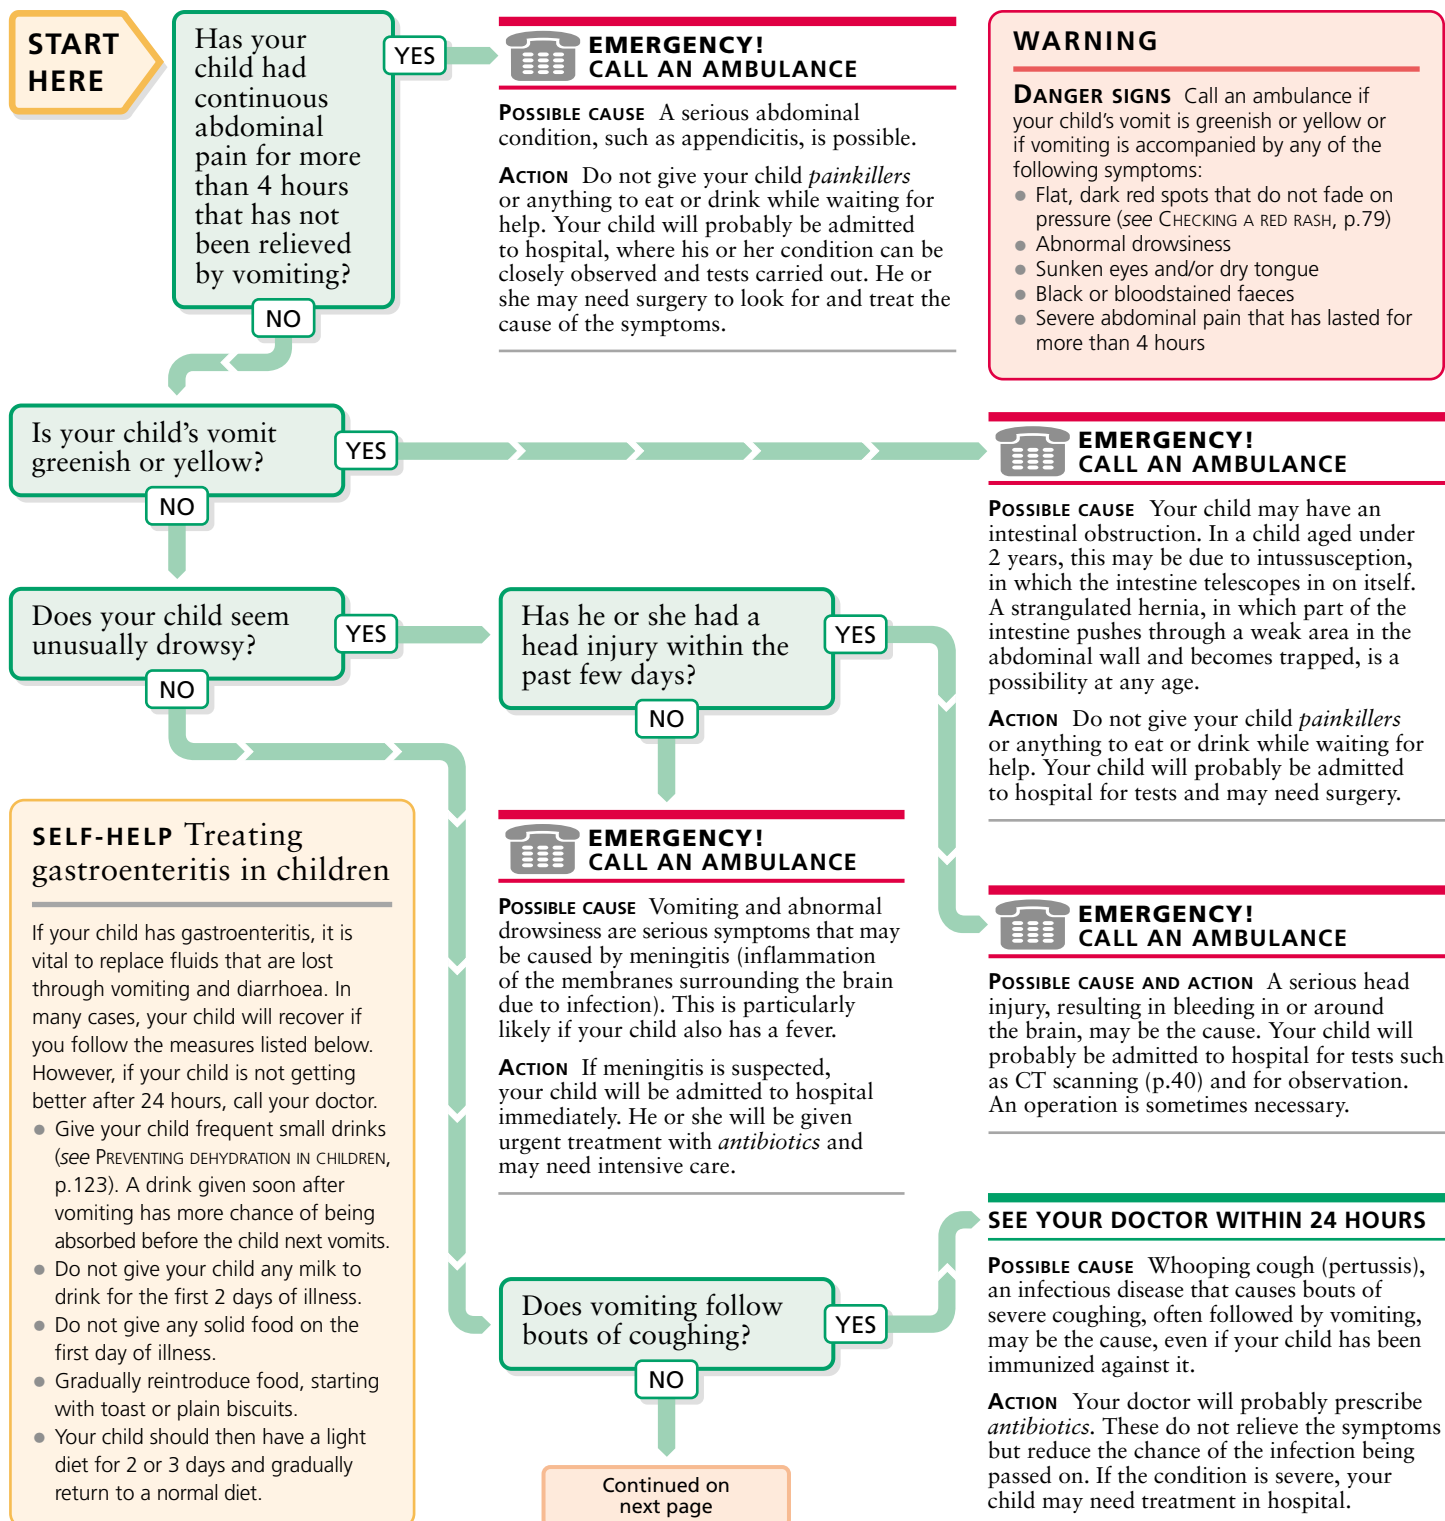 START
HERE
Has your
child had
continuous
abdominal
pain for more
than 4 hours
that has not
been relieved
by vomiting?
YES
NO
EMERGENCY!
CALL AN AMBULANCE
POSSIBLE CAUSE A serious abdominal
condition, such as appendicitis, is possible.
ACTION Do not give your child painkillers
or anything to eat or drink while waiting for
help. Your child will probably be admitted
to hospital, where his or her condition can be
closely observed and tests carried out. He or
she may need surgery to look for and treat the
cause of the symptoms.
WARNING
DANGER SIGNS Call an ambulance if
your child's vomit is greenish or yellow or
if vomiting is accompanied by any of the
following symptoms:
• Flat, dark red spots that do not fade on
pressure (see CHECKING A RED RASH, p.79)
• Abnormal drowsiness
• Sunken eyes and/or dry tongue
• Black or bloodstained faeces
• Severe abdominal pain that has lasted for
more than 4 hours
Is your child's vomit
greenish or yellow?
YES
NO
EMERGENCY!
CALL AN AMBULANCE
POSSIBLE CAUSE Your child may have an
intestinal obstruction. In a child aged under
2 years, this may be due to intussusception,
in which the intestine telescopes in on itself.
A strangulated hernia, in which part of the
intestine pushes through a weak area in the
abdominal wall and becomes trapped, is a
possibility at any age.
ACTION Do not give your child painkillers
or anything to eat or drink while waiting for
help. Your child will probably be admitted
to hospital for tests and may need surgery.
Does your child seem
unusually drowsy?
YES
NO
Has he or she had a
head injury within the
past few days?
YES
NO
EMERGENCY!
CALL AN AMBULANCE
POSSIBLE CAUSE Vomiting and abnormal
drowsiness are serious symptoms that may
be caused by meningitis (inflammation
of the membranes surrounding the brain
due to infection). This is particularly
likely if your child also has a fever.
ACTION If meningitis is suspected,
your child will be admitted to hospital
immediately. He or she will be given
urgent treatment with antibiotics and
may need intensive care.
EMERGENCY!
CALL AN AMBULANCE
POSSIBLE CAUSE AND ACTION A serious head
injury, resulting in bleeding in or around
the brain, may be the cause. Your child will
probably be admitted to hospital for tests such
as CT scanning (p.40) and for observation.
An operation is sometimes necessary.
SELF-HELP Treating
gastroenteritis in children
If your child has gastroenteritis, it is
vital to replace fluids that are lost
through vomiting and diarrhoea. In
many cases, your child will recover if
you follow the measures listed below.
However, if your child is not getting
better after 24 hours, call your doctor.
• Give your child frequent small drinks
(see PREVENTING DEHYDRATION IN CHILDREN,
p.123). A drink given soon after
vomiting has more chance of being
absorbed before the child next vomits.
• Do not give your child any milk to
drink for the first 2 days of illness.
• Do not give any solid food on the
first day of illness.
• Gradually reintroduce food, starting
with toast or plain biscuits.
• Your child should then have a light
diet for 2 or 3 days and gradually
return to a normal diet.
Does vomiting follow
bouts of coughing?
YES
NO
SEE YOUR DOCTOR WITHIN 24 HOURS
POSSIBLE CAUSE Whooping cough (pertussis),
an infectious disease that causes bouts of
severe coughing, often followed by vomiting,
may be the cause, even if your child has been
immunized against it.
ACTION Your doctor will probably prescribe
antibiotics. These do not relieve the symptoms
but reduce the chance of the infection being
passed on. If the condition is severe, your
child may need treatment in hospital.
Continued on
next page